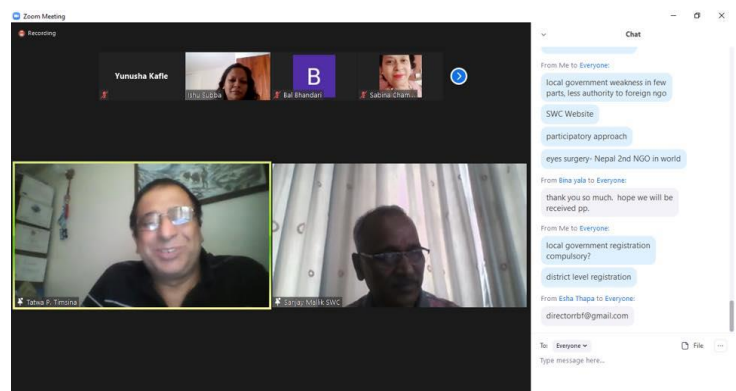 Zoom Meeting
Recording
Chat
Yunusha Kafle
Ishu Subba
B
Bal Bhandari
Sabina Cham...
From Me to Everyone:
local government weakness in few
parts, less authority to foreign ngo
SWC Website
participatory approach
eyes surgery- Nepal 2nd NGO in world
From Bina yala to Everyone:
thank you so much. hope we will be
received pp.
From Me to Everyone:
local government registration
compulsory?
district level registration
From Esha Thapa to Everyone:
directorrbf@gmail.com
Tatwa P. Timsina
Sanjay Mallik SWC
To: Everyone
File
Type message here...